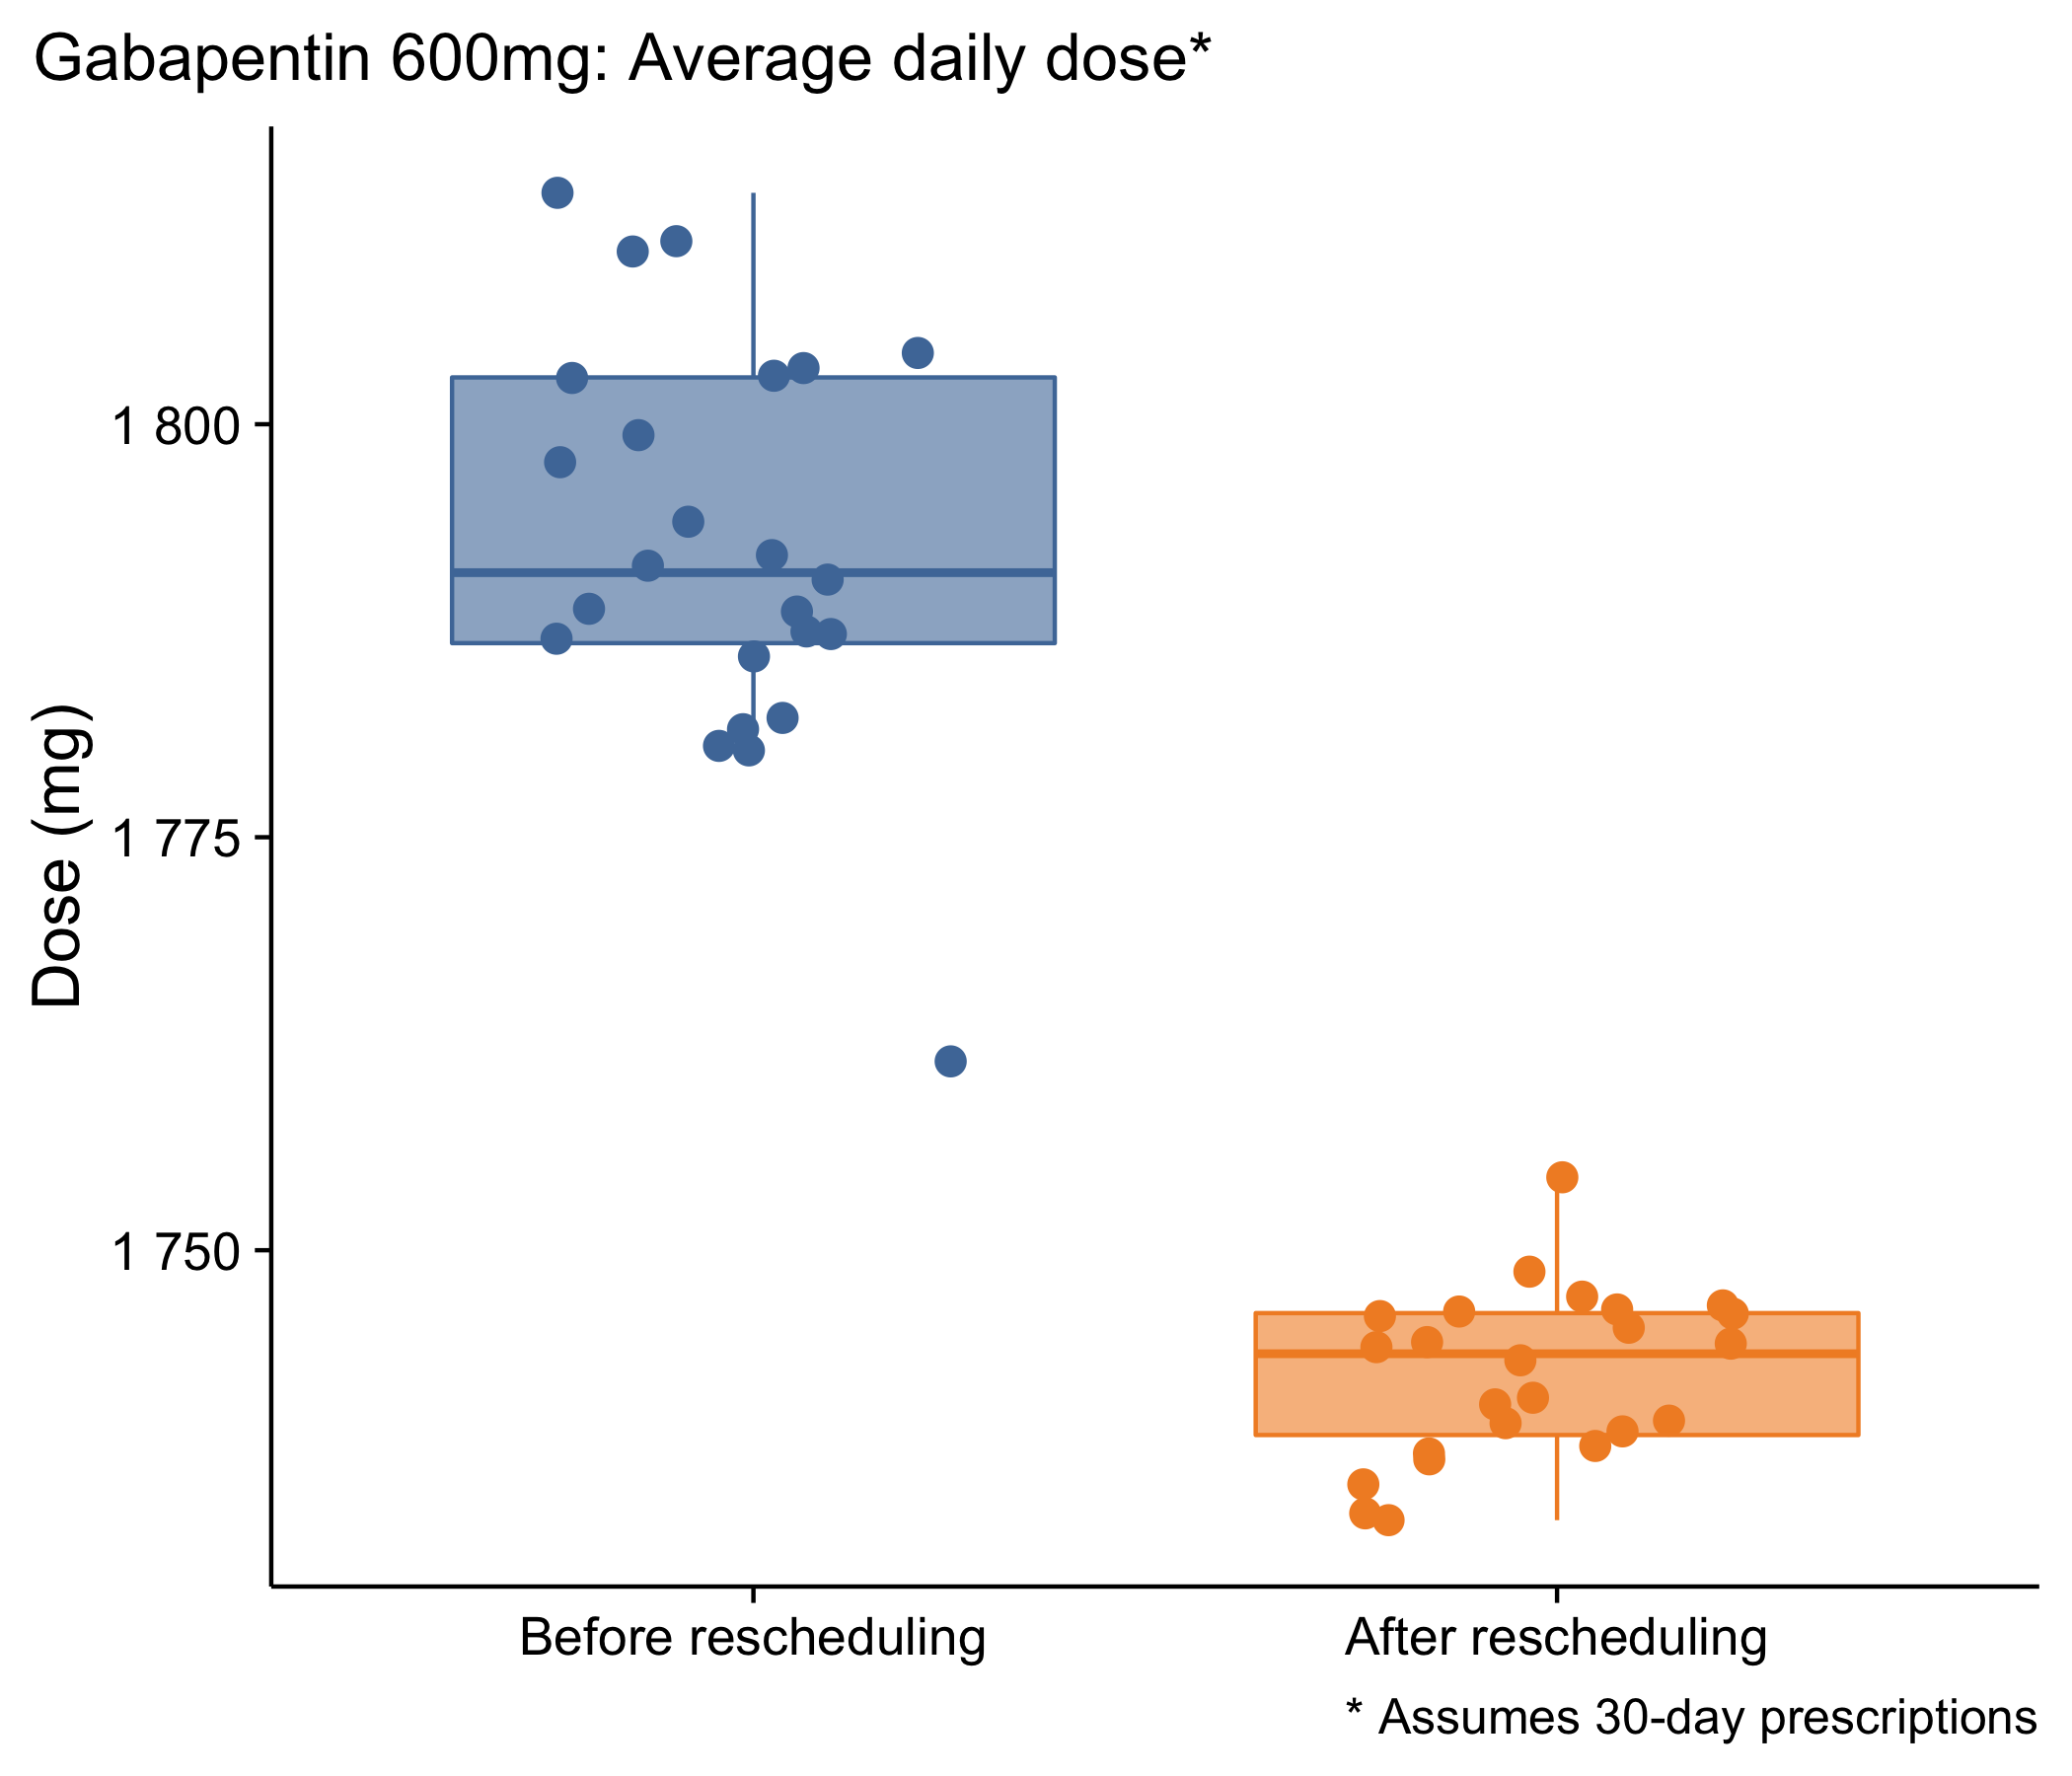 Gabapentin 600mg: Average daily dose*
Dose (mg)
1 800
1 775
1 750
Before rescheduling
After rescheduling
* Assumes 30-day prescriptions